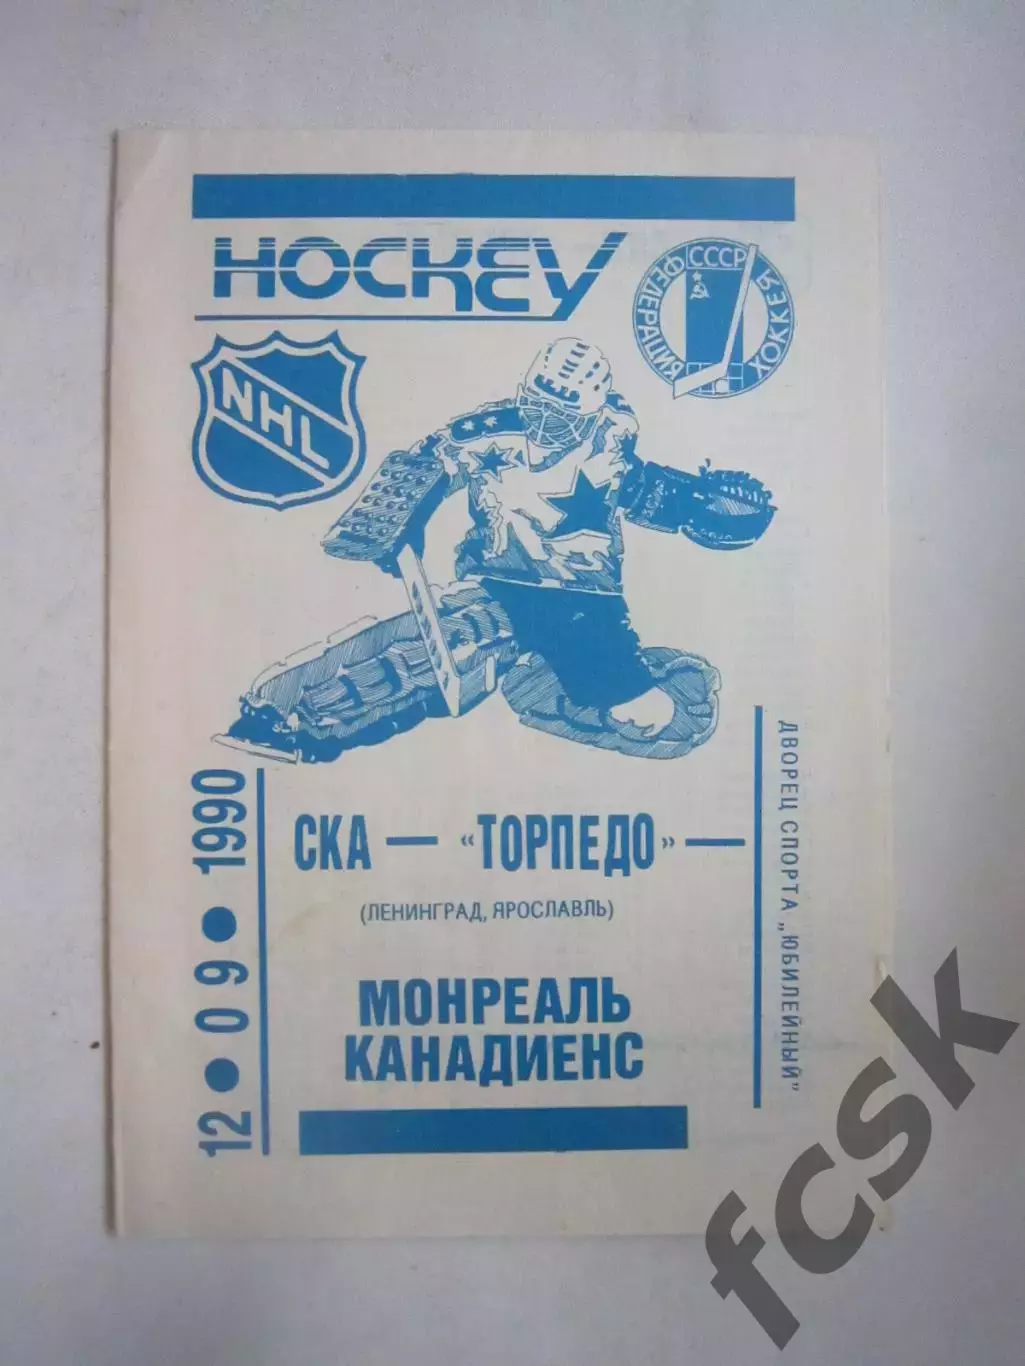 HOCKEY
ФЕДЕРАЦИЯ
СССР
ХОККЕЯ
NHL
12 • 09 • 1990
СКА — «ТОРПЕДО» —
(ЛЕНИНГРАД, ЯРОСЛАВЛЬ)
МОНРЕАЛЬ
КАНАДИЕНС
ДВОРЕЦ СПОРТА „ЮБИЛЕЙНЫЙ"
fcsk